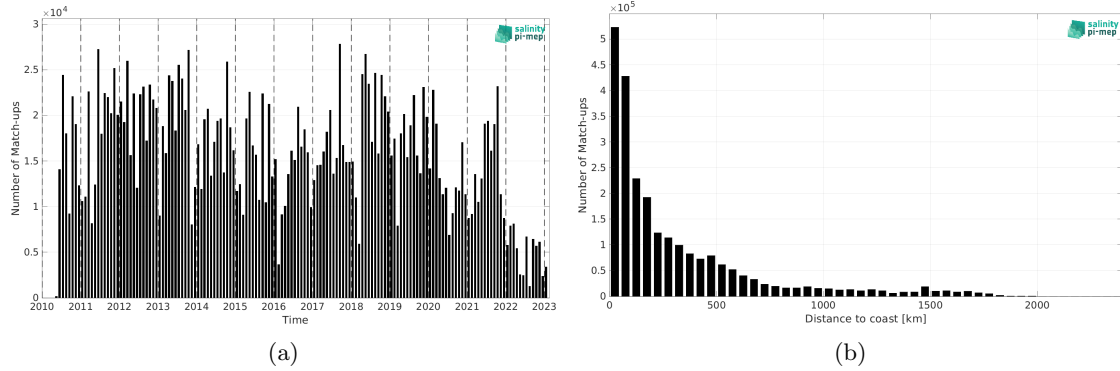 ×10⁴
3
2.5
2
1.5
1
0.5
0
Number of Match-ups
2010 2011 2012 2013 2014 2015 2016 2017 2018 2019 2020 2021 2022 2023
Time
salinity
pi-mep
(a)
×10⁵
5
4.5
4
3.5
3
2.5
2
1.5
1
0.5
0
Number of Match-ups
0 500 1000 1500 2000
Distance to coast [km]
salinity
pi-mep
(b)